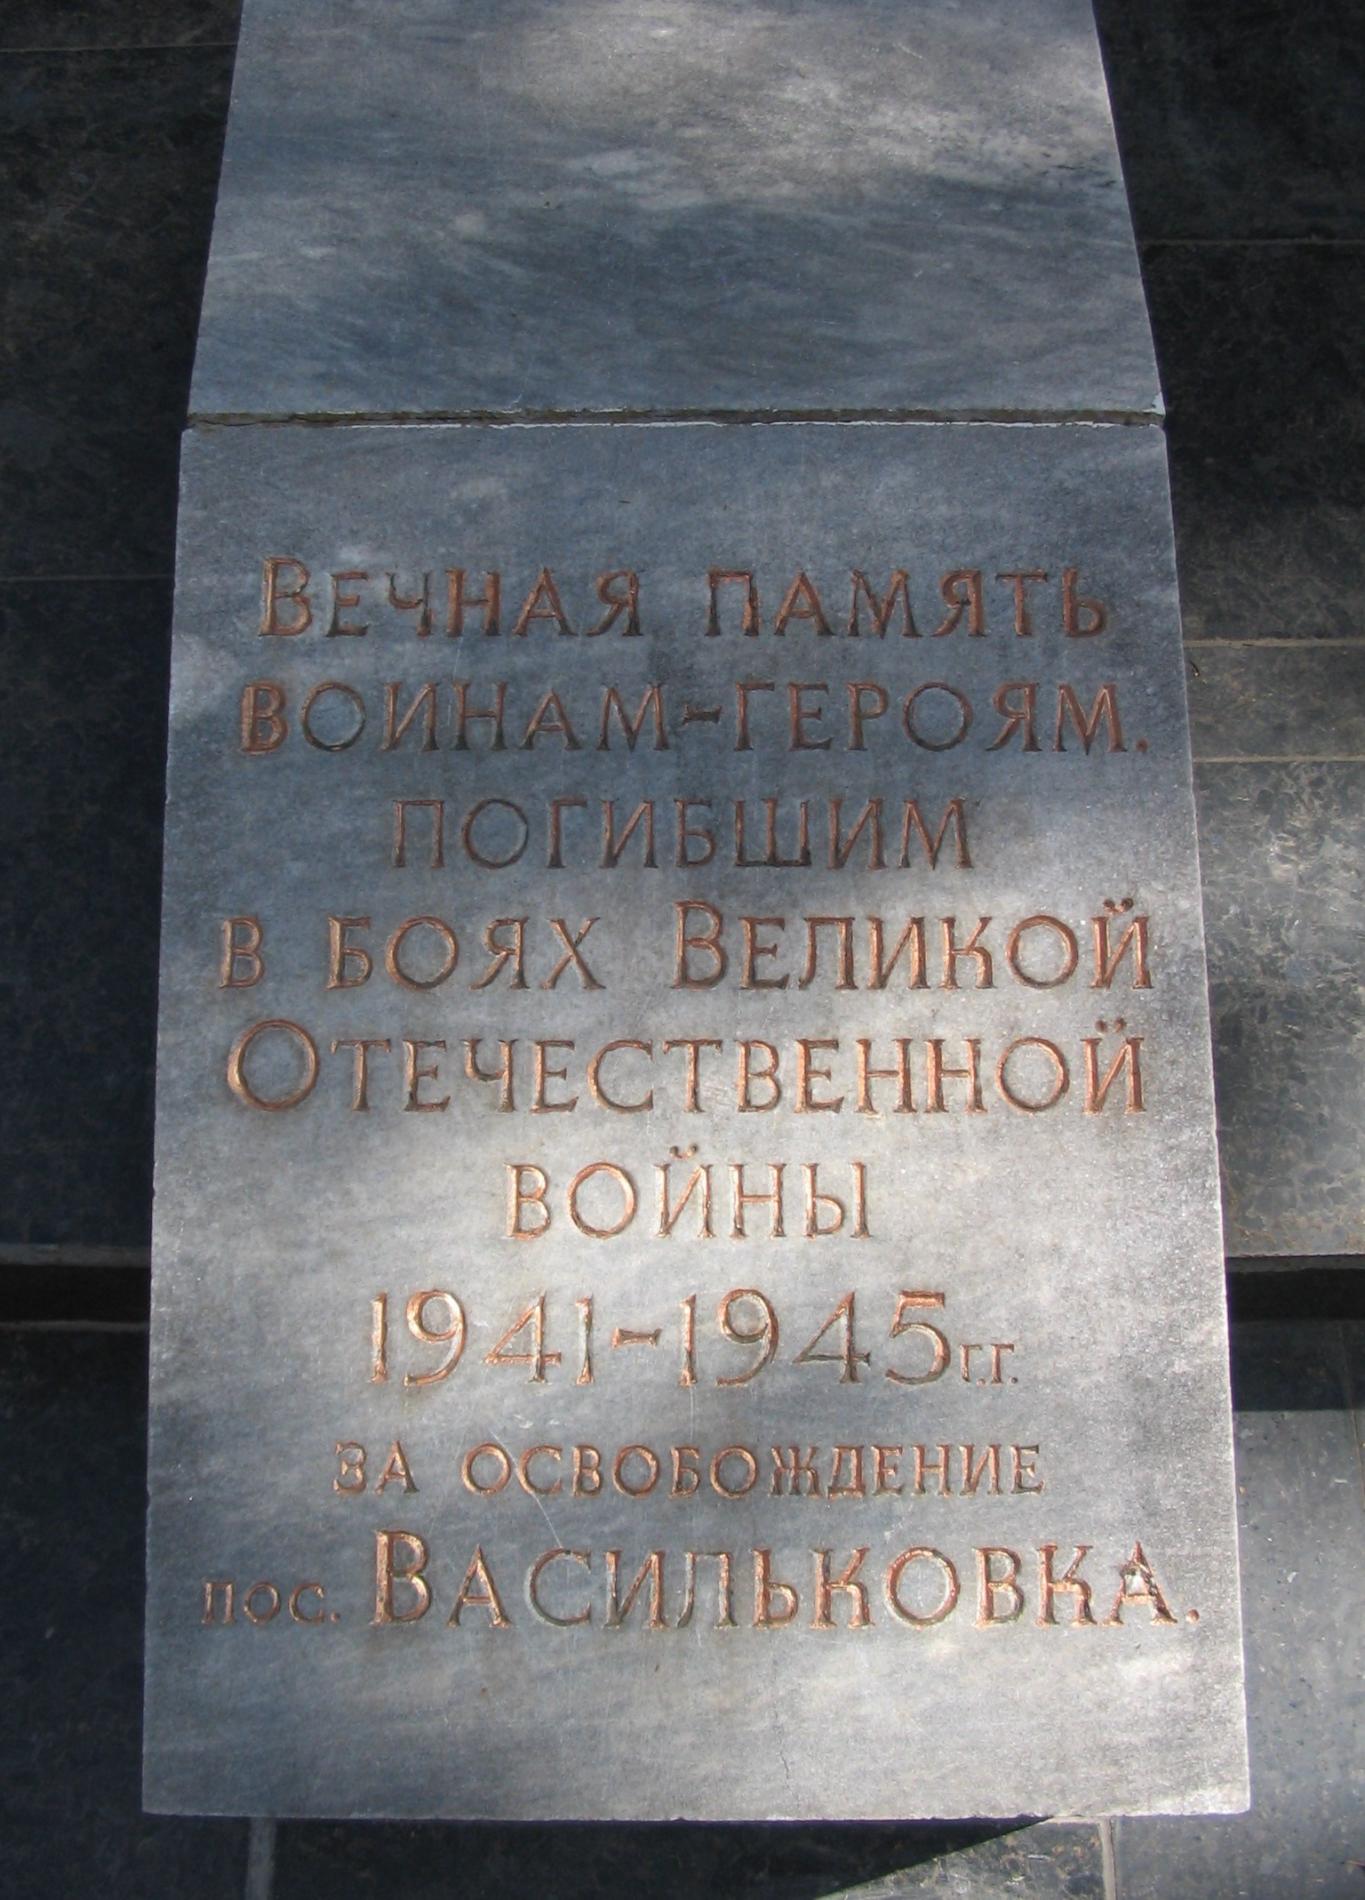 Вечная память
воинам-героям.
погибшим
в боях Великой
Отечественной
войны
1941-1945г.г.
за освобождение
пос. Васильковка.